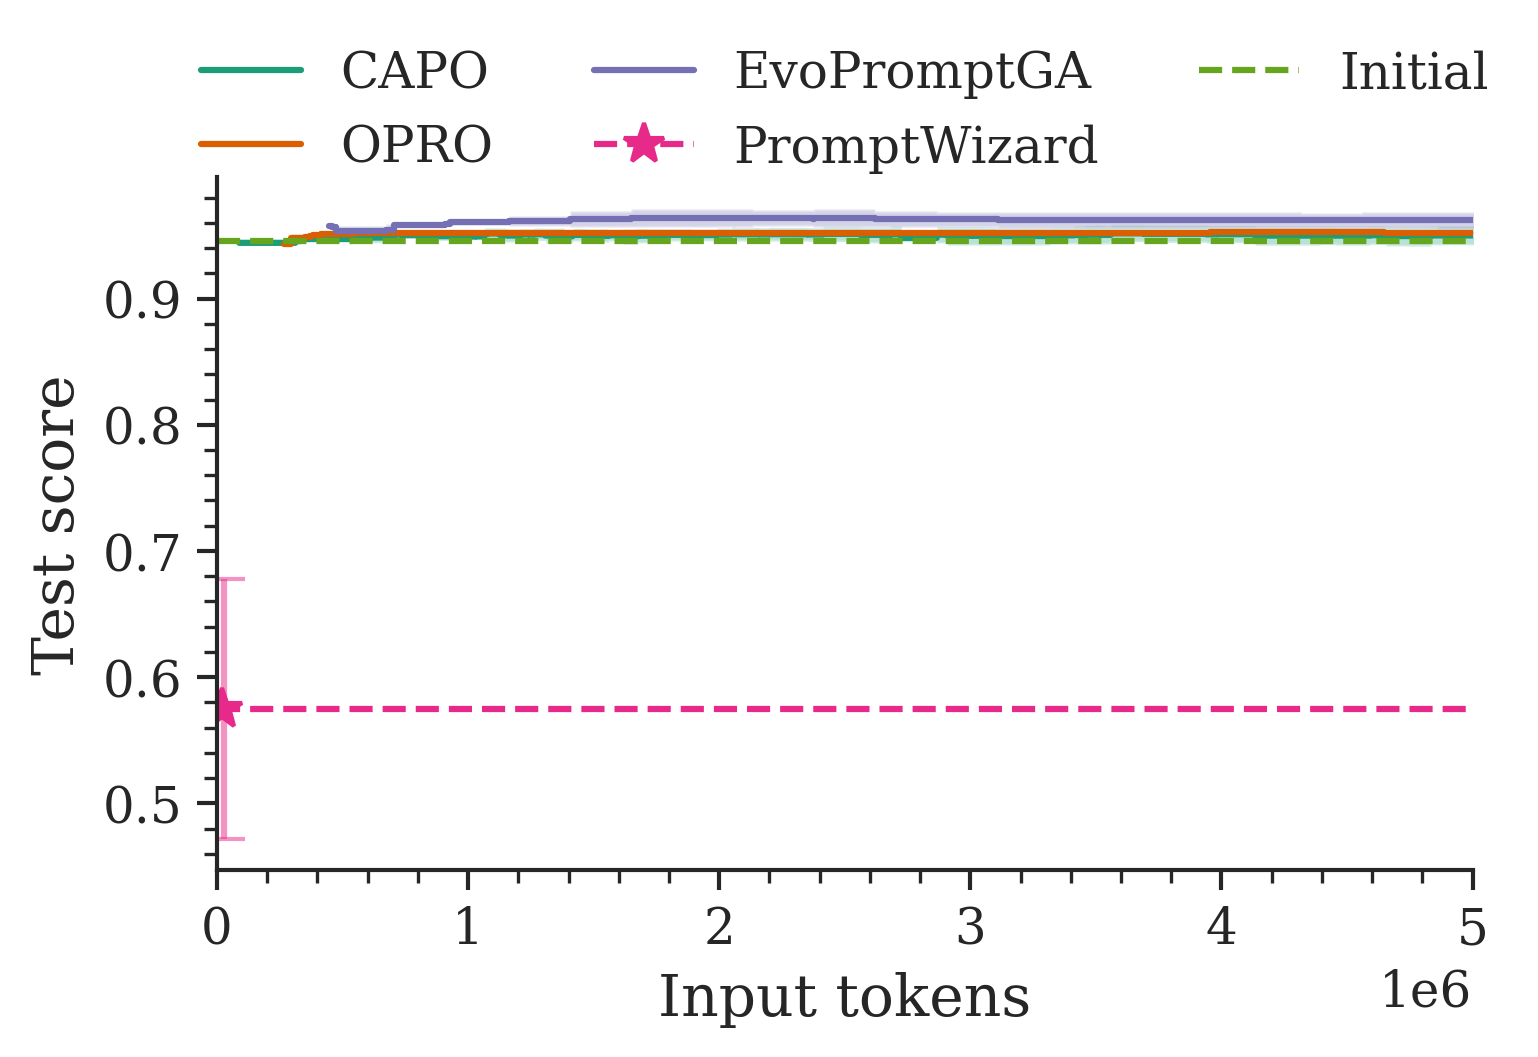 CAPO EvoPromptGA Initial
OPRO PromptWizard
Test score
0.9
0.8
0.7
0.6
0.5
0 1 2 3 4 5
1e6
Input tokens